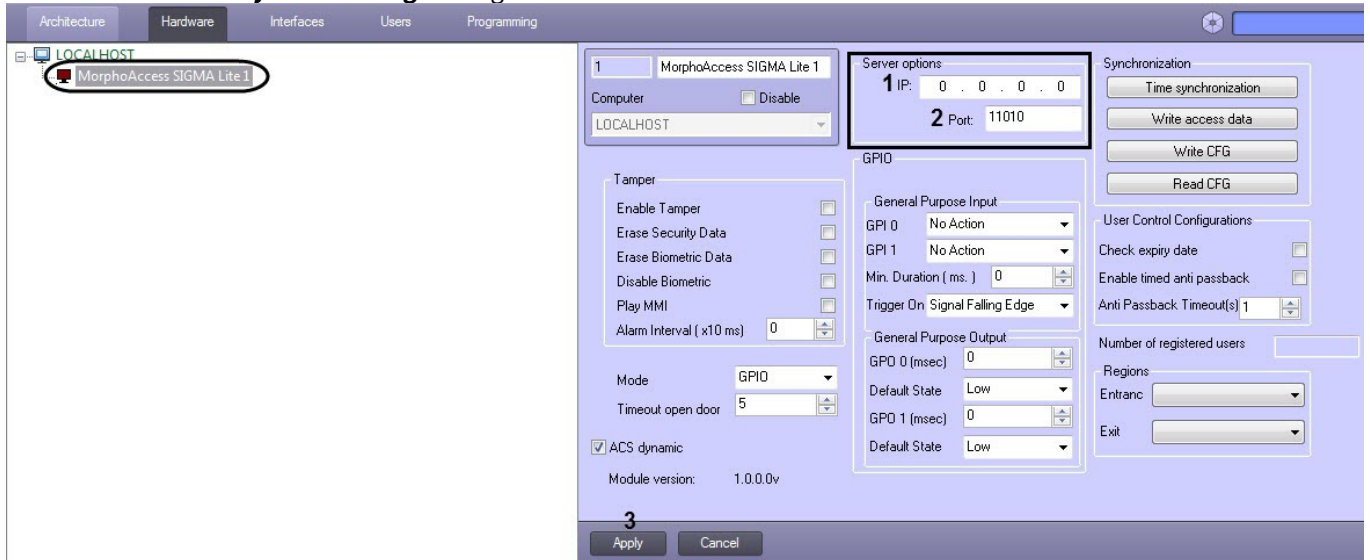 Architecture Hardware Interfaces Users Programming
LOCALHOST
MorphoAccess SIGMA Lite 1
1 MorphoAccess SIGMA Lite 1
Computer Disable
LOCALHOST
Tamper
Enable Tamper
Erase Security Data
Erase Biometric Data
Disable Biometric
Play MMI
Alarm Interval ( x10 ms) 0
Mode GPIO
Timeout open door 5
ACS dynamic
Module version: 1.0.0.0v
Server options
1 IP: 0 . 0 . 0 . 0
2 Port: 11010
GPIO
General Purpose Input
GPI 0 No Action
GPI 1 No Action
Min. Duration ( ms. ) 0
Trigger On Signal Falling Edge
General Purpose Output
GPO 0 (msec) 0
Default State Low
GPO 1 (msec) 0
Default State Low
Synchronization
Time synchronization
Write access data
Write CFG
Read CFG
User Control Configurations
Check expiry date
Enable timed anti passback
Anti Passback Timeout(s) 1
Number of registered users
Regions
Entranc
Exit
3
Apply Cancel